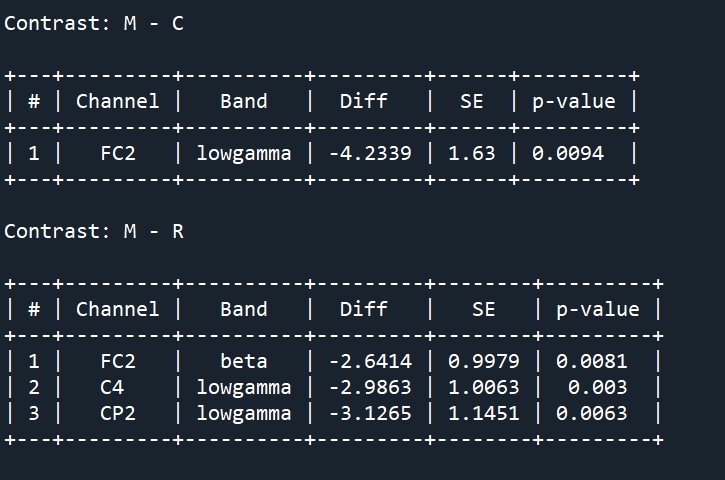 Contrast: M - C
+---+---------+----------+---------+------+---------+
| # | Channel |   Band   |  Diff   |  SE  | p-value |
+---+---------+----------+---------+------+---------+
| 1 |   FC2   | lowgamma | -4.2339 | 1.63 | 0.0094  |
+---+---------+----------+---------+------+---------+
Contrast: M - R
+---+---------+----------+---------+--------+---------+
| # | Channel |   Band   |  Diff   |   SE   | p-value |
+---+---------+----------+---------+--------+---------+
| 1 |   FC2   |   beta   | -2.6414 | 0.9979 | 0.0081  |
| 2 |   C4    | lowgamma | -2.9863 | 1.0063 |  0.003  |
| 3 |   CP2   | lowgamma | -3.1265 | 1.1451 | 0.0063  |
+---+---------+----------+---------+--------+---------+